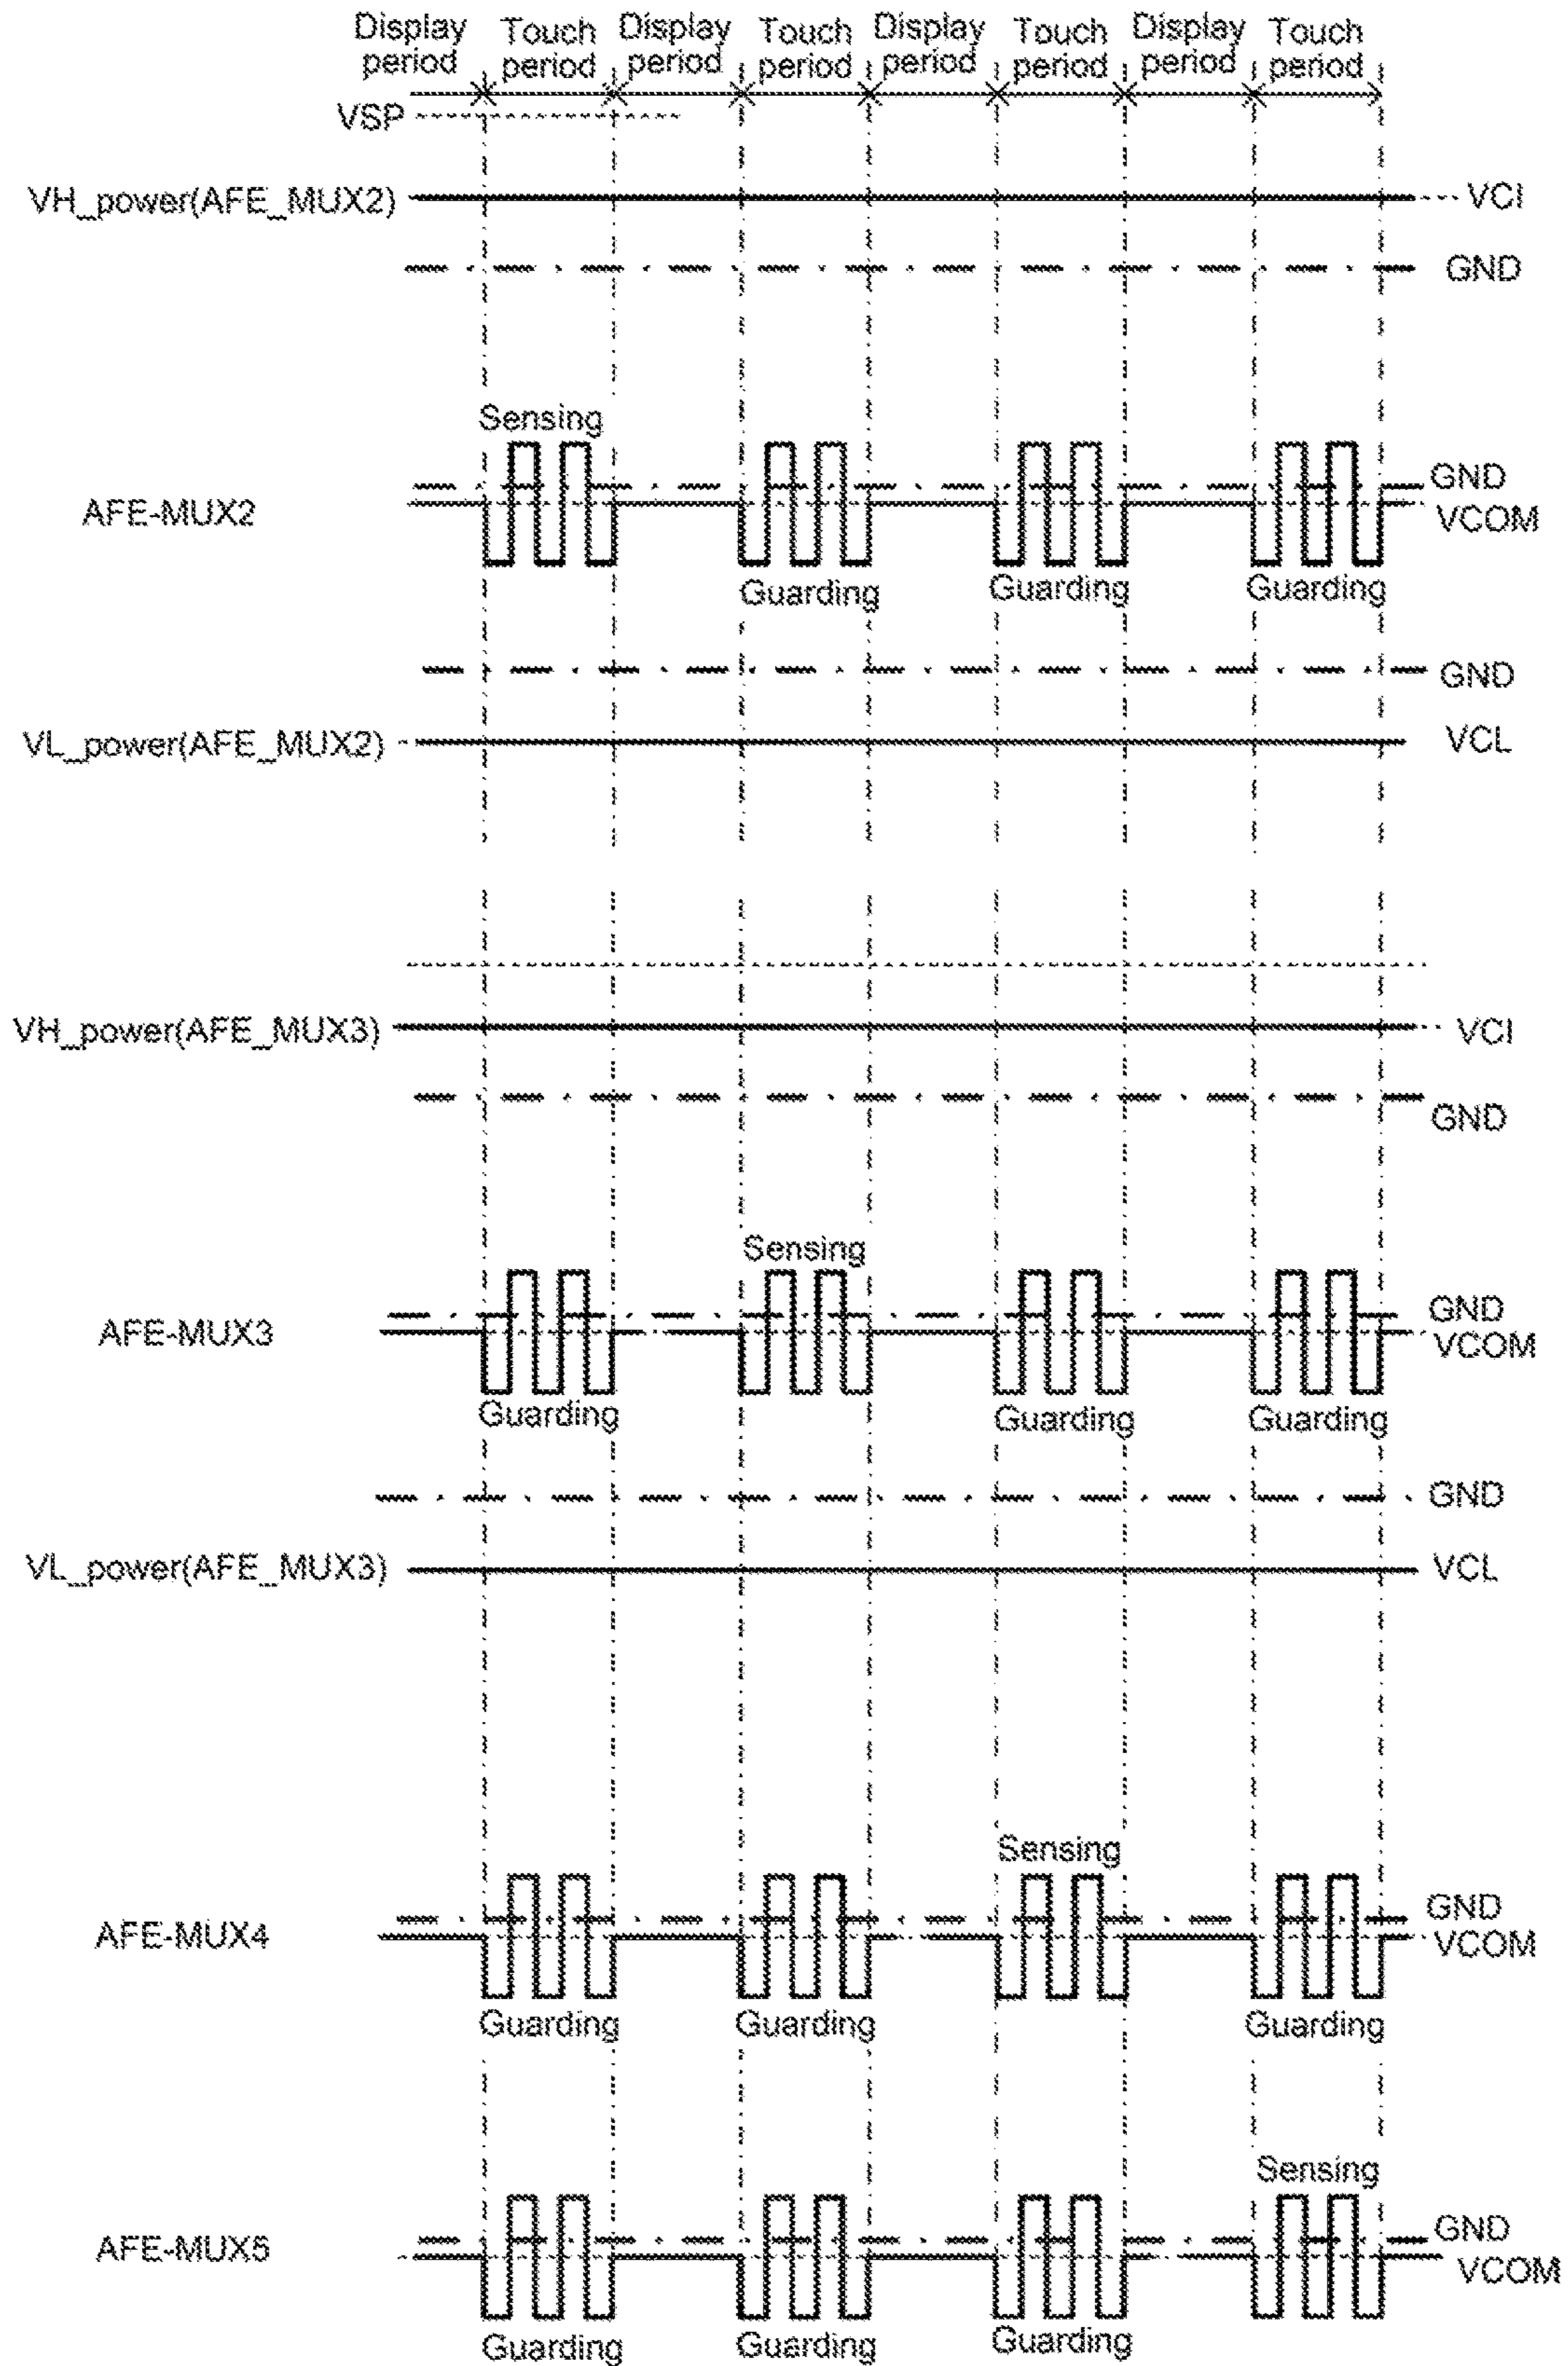 Display period Touch period Display period Touch period Display period Touch period Display period Touch period
VSP
VH_power(AFE_MUX2) VCI
GND
Sensing
GND
AFE-MUX2 VCOM
Guarding Guarding Guarding
GND
VL_power(AFE_MUX2) VCL
VH_power(AFE_MUX3) VCI
GND
Sensing
GND
AFE-MUX3 VCOM
Guarding Guarding Guarding
GND
VL_power(AFE_MUX3) VCL
Sensing
GND
AFE-MUX4 VCOM
Guarding Guarding Guarding
Sensing
GND
AFE-MUX5 VCOM
Guarding Guarding Guarding